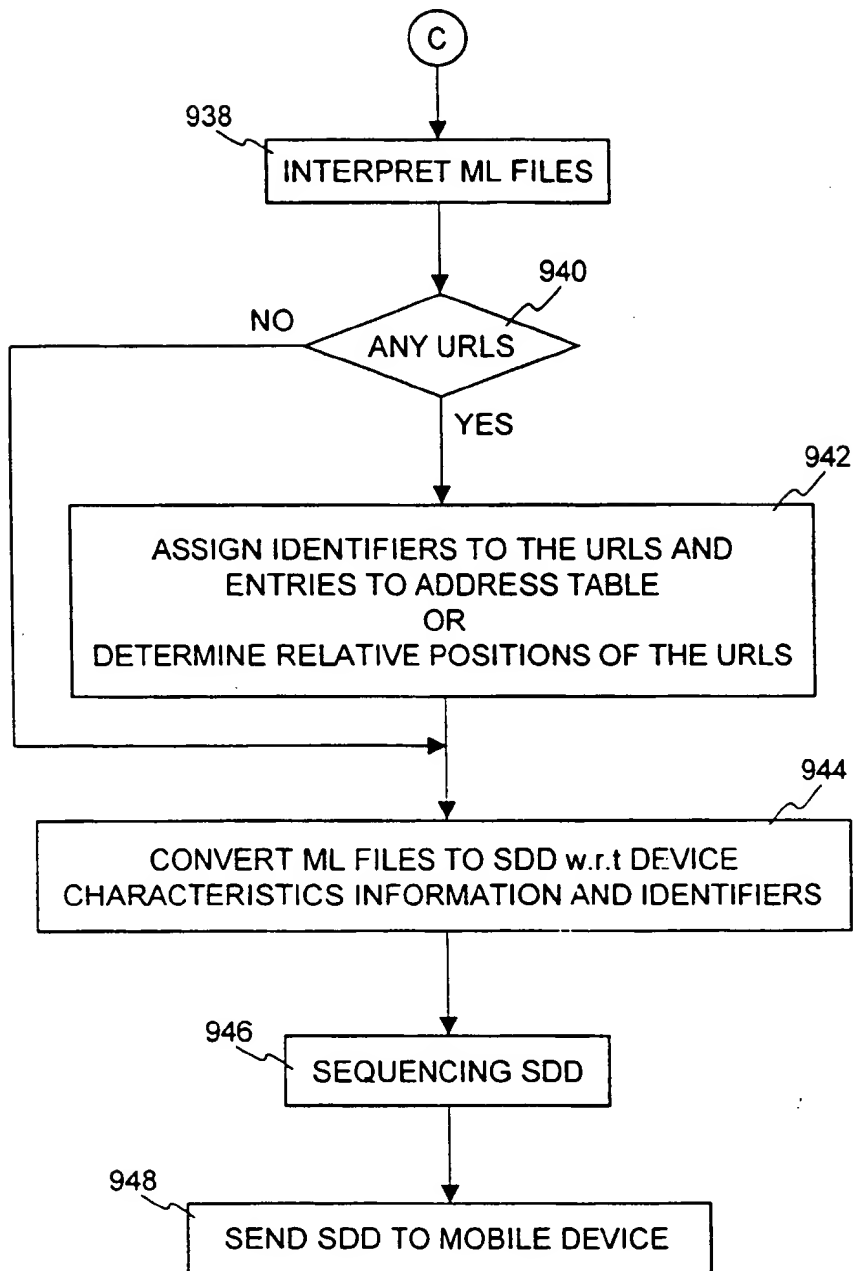 C
938
INTERPRET ML FILES
940
NO
ANY URLS
YES
942
ASSIGN IDENTIFIERS TO THE URLS AND
ENTRIES TO ADDRESS TABLE
OR
DETERMINE RELATIVE POSITIONS OF THE URLS
944
CONVERT ML FILES TO SDD w.r.t DEVICE
CHARACTERISTICS INFORMATION AND IDENTIFIERS
946
SEQUENCING SDD
948
SEND SDD TO MOBILE DEVICE